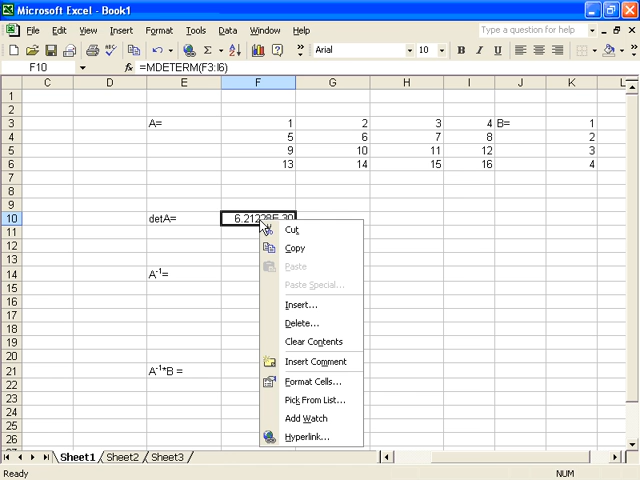 Microsoft Excel - Book1
File Edit View Insert Format Tools Data Window Help
Type a question for help
Arial 10 B I
F10 fx =MDETERM(F3:I6)
C D E F G H I J K L
1
2
3 A= 1 2 3 4 B= 1
4 5 6 7 8 2
5 9 10 11 12 3
6 13 14 15 16 4
7
8
9
10 detA= 6.21228E-30
11
12
13
14 A-1=
15
16
17
18
19
20
21 A-1*B =
22
23
24
25
26
27
Cut
Copy
Paste
Paste Special...
Insert...
Delete...
Clear Contents
Insert Comment
Format Cells...
Pick From List...
Add Watch
Hyperlink...
Sheet1 Sheet2 Sheet3
Ready NUM